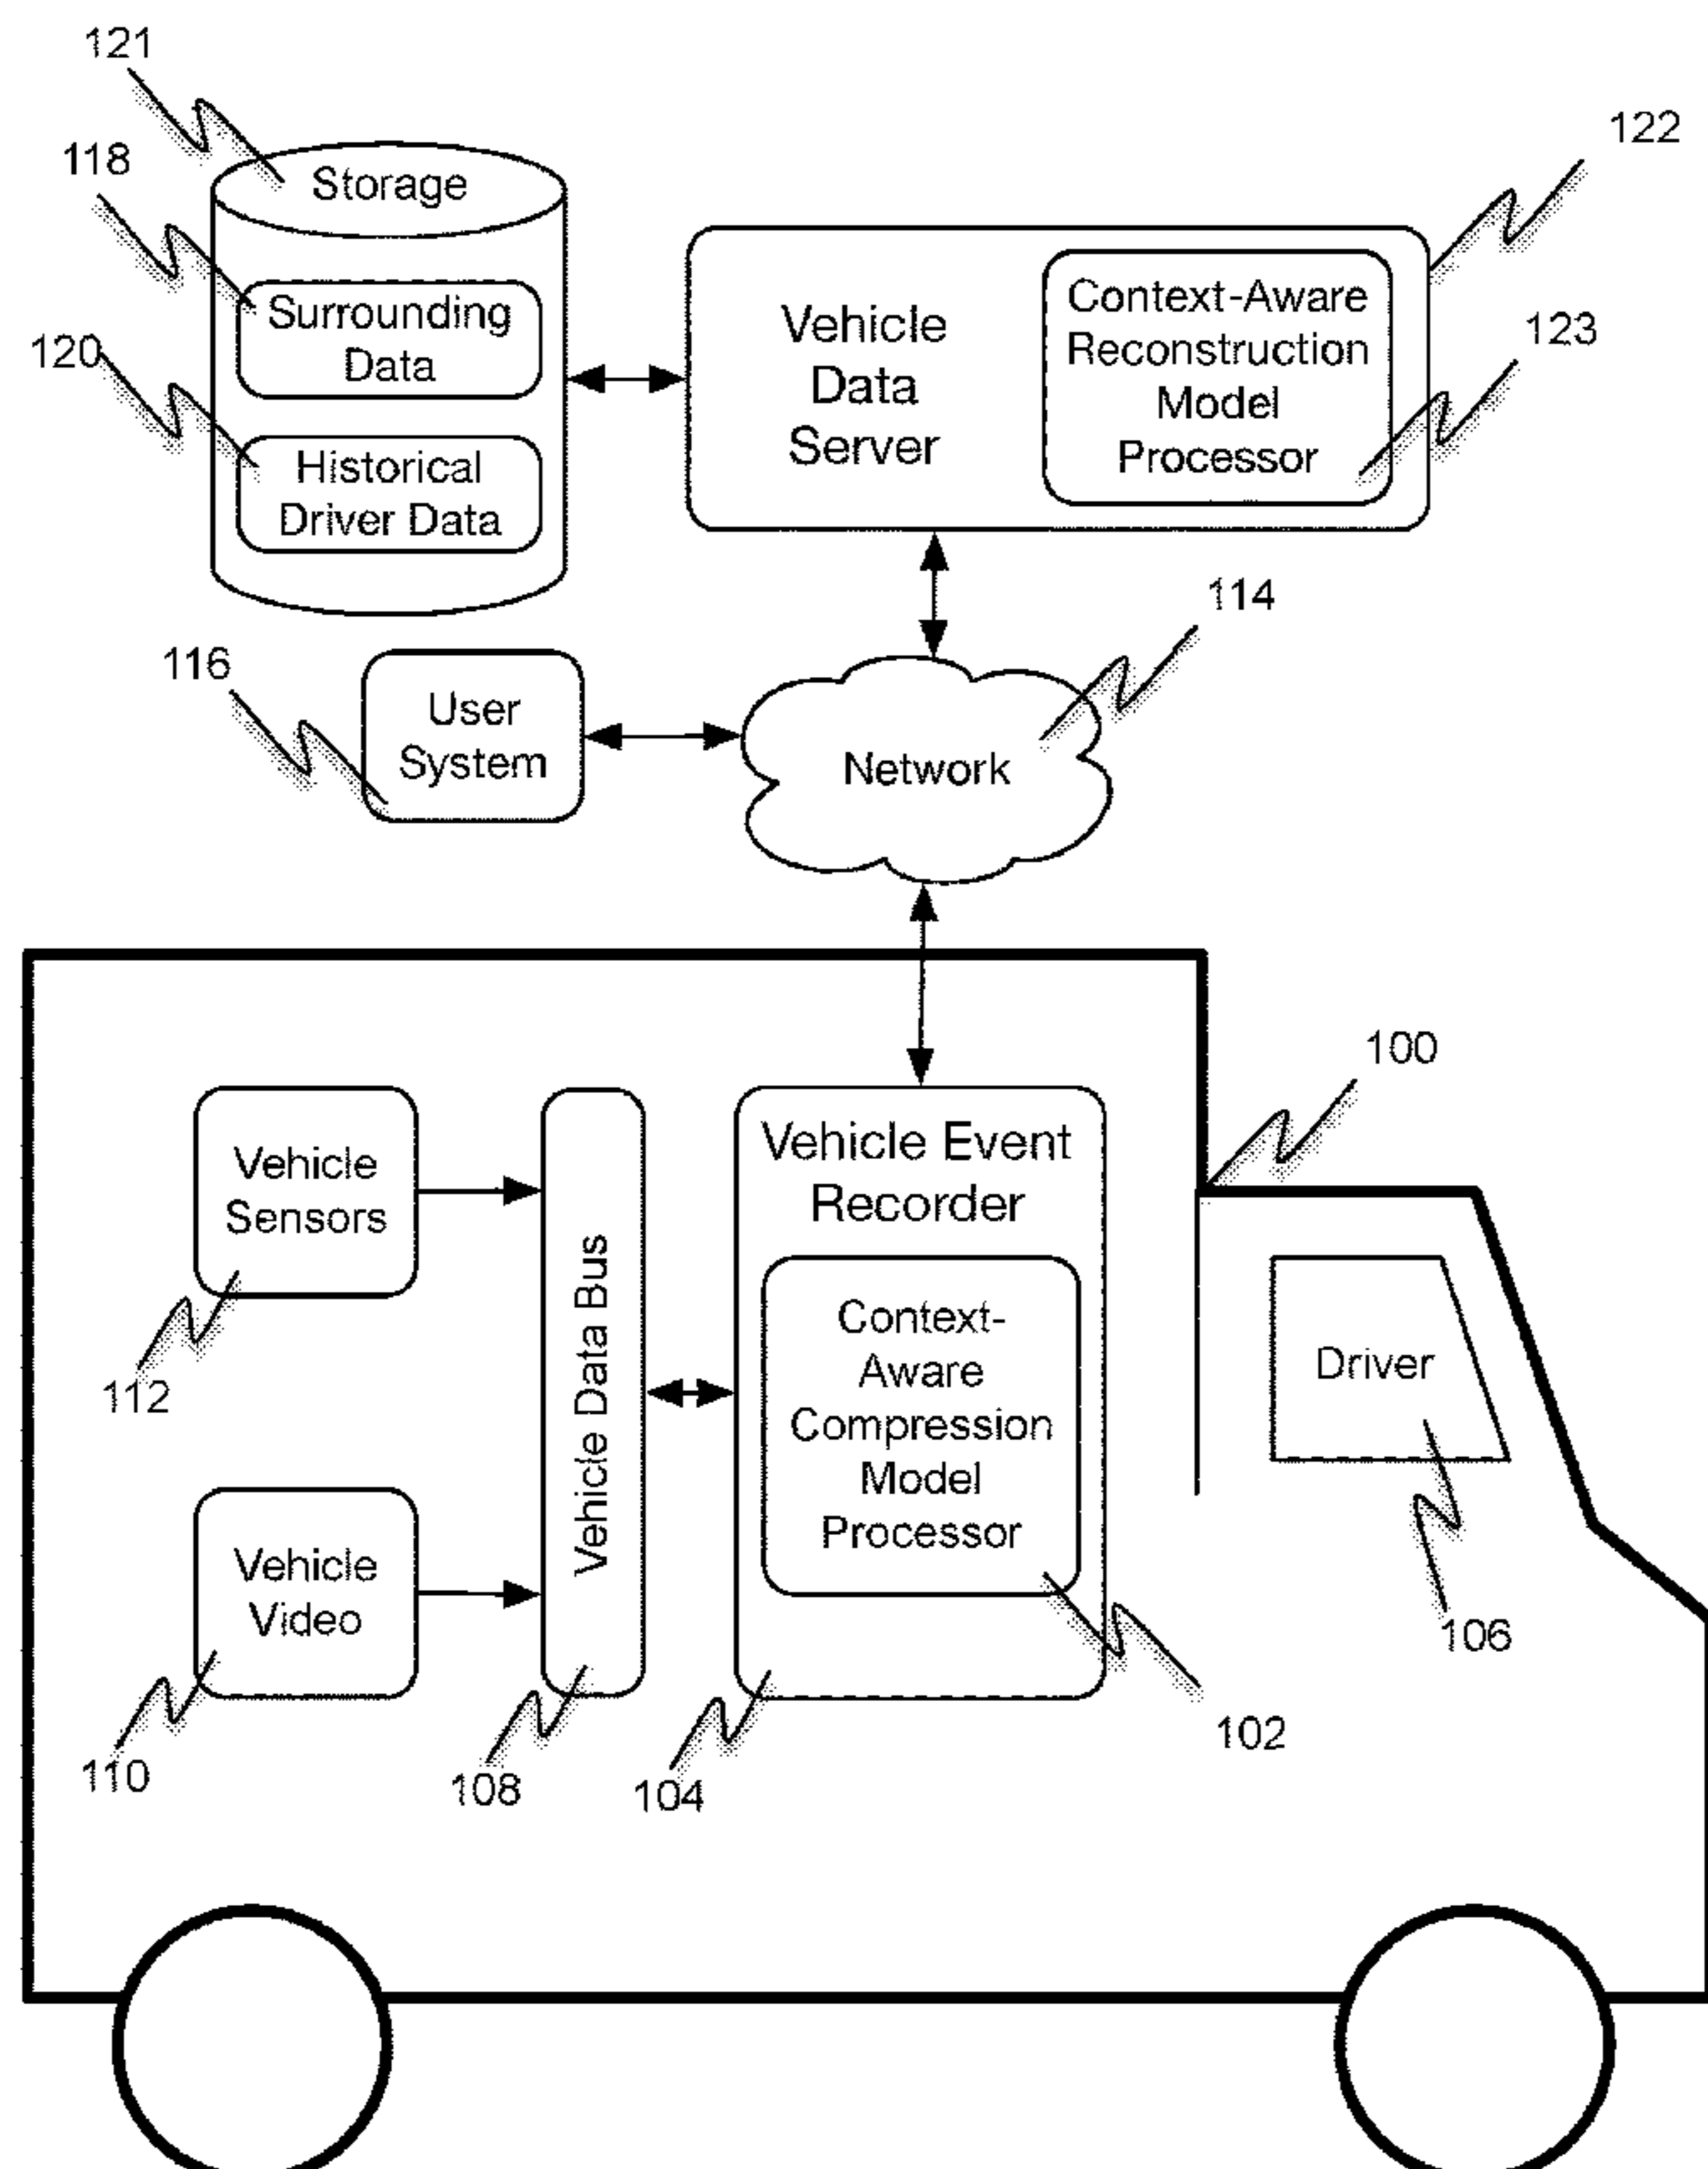 121
118
Storage
122
Surrounding
Data
120
Historical
Driver Data
Vehicle
Data
Server
Context-Aware
Reconstruction
Model
Processor
123
114
116
User
System
Network
100
Vehicle
Sensors
112
Vehicle Data Bus
Vehicle Event
Recorder
Context-
Aware
Compression
Model
Processor
Driver
106
Vehicle
Video
110
108
104
102